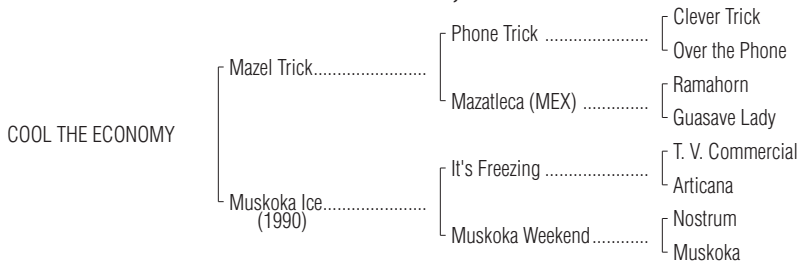 Clever Trick
Phone Trick ......................
Over the Phone
Mazel Trick........................
Ramahorn
Mazatleca (MEX) ..............
Guasave Lady
COOL THE ECONOMY
T. V. Commercial
It's Freezing ......................
Articana
Muskoka Ice......................
(1990)
Nostrum
Muskoka Weekend............
Muskoka